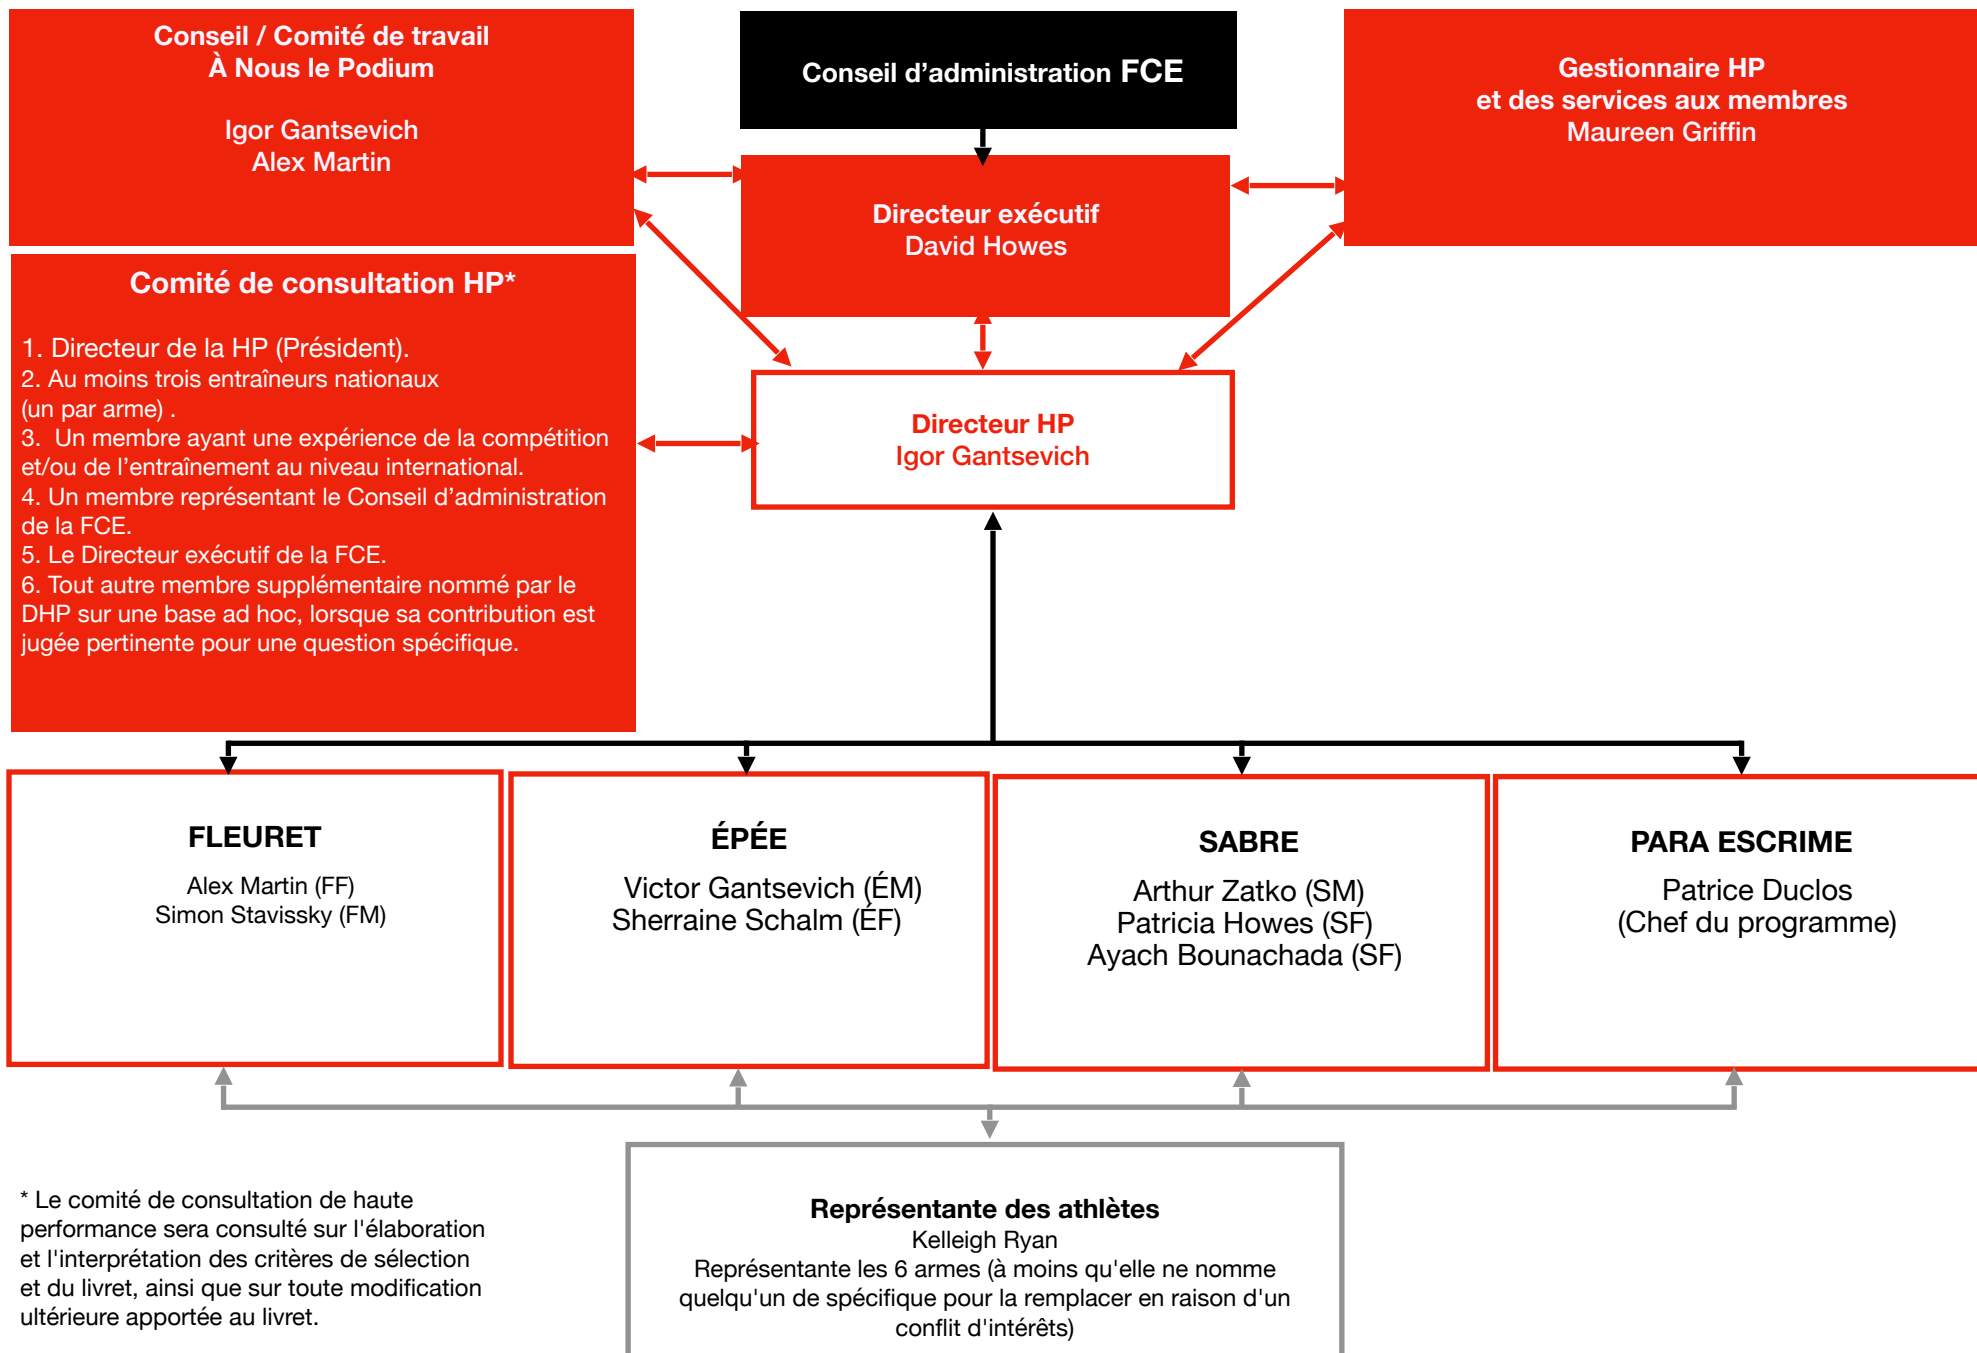 Conseil / Comité de travail
À Nous le Podium
Igor Gantsevich
Alex Martin
Conseil d'administration FCE
Gestionnaire HP
et des services aux membres
Maureen Griffin
Directeur exécutif
David Howes
Comité de consultation HP*
1. Directeur de la HP (Président).
2. Au moins trois entraîneurs nationaux
(un par arme) .
3.  Un membre ayant une expérience de la compétition
et/ou de l'entraînement au niveau international.
4. Un membre représentant le Conseil d'administration
de la FCE.
5. Le Directeur exécutif de la FCE.
6. Tout autre membre supplémentaire nommé par le
DHP sur une base ad hoc, lorsque sa contribution est
jugée pertinente pour une question spécifique.
Directeur HP
Igor Gantsevich
FLEURET
Alex Martin (FF)
Simon Stavissky (FM)
ÉPÉE
Victor Gantsevich (ÉM)
Sherraine Schalm (ÉF)
SABRE
Arthur Zatko (SM)
Patricia Howes (SF)
Ayach Bounachada (SF)
PARA ESCRIME
Patrice Duclos
(Chef du programme)
* Le comité de consultation de haute
performance sera consulté sur l'élaboration
et l'interprétation des critères de sélection
et du livret, ainsi que sur toute modification
ultérieure apportée au livret.
Représentante des athlètes
Kelleigh Ryan
Représentante les 6 armes (à moins qu'elle ne nomme
quelqu'un de spécifique pour la remplacer en raison d'un
conflit d'intérêts)